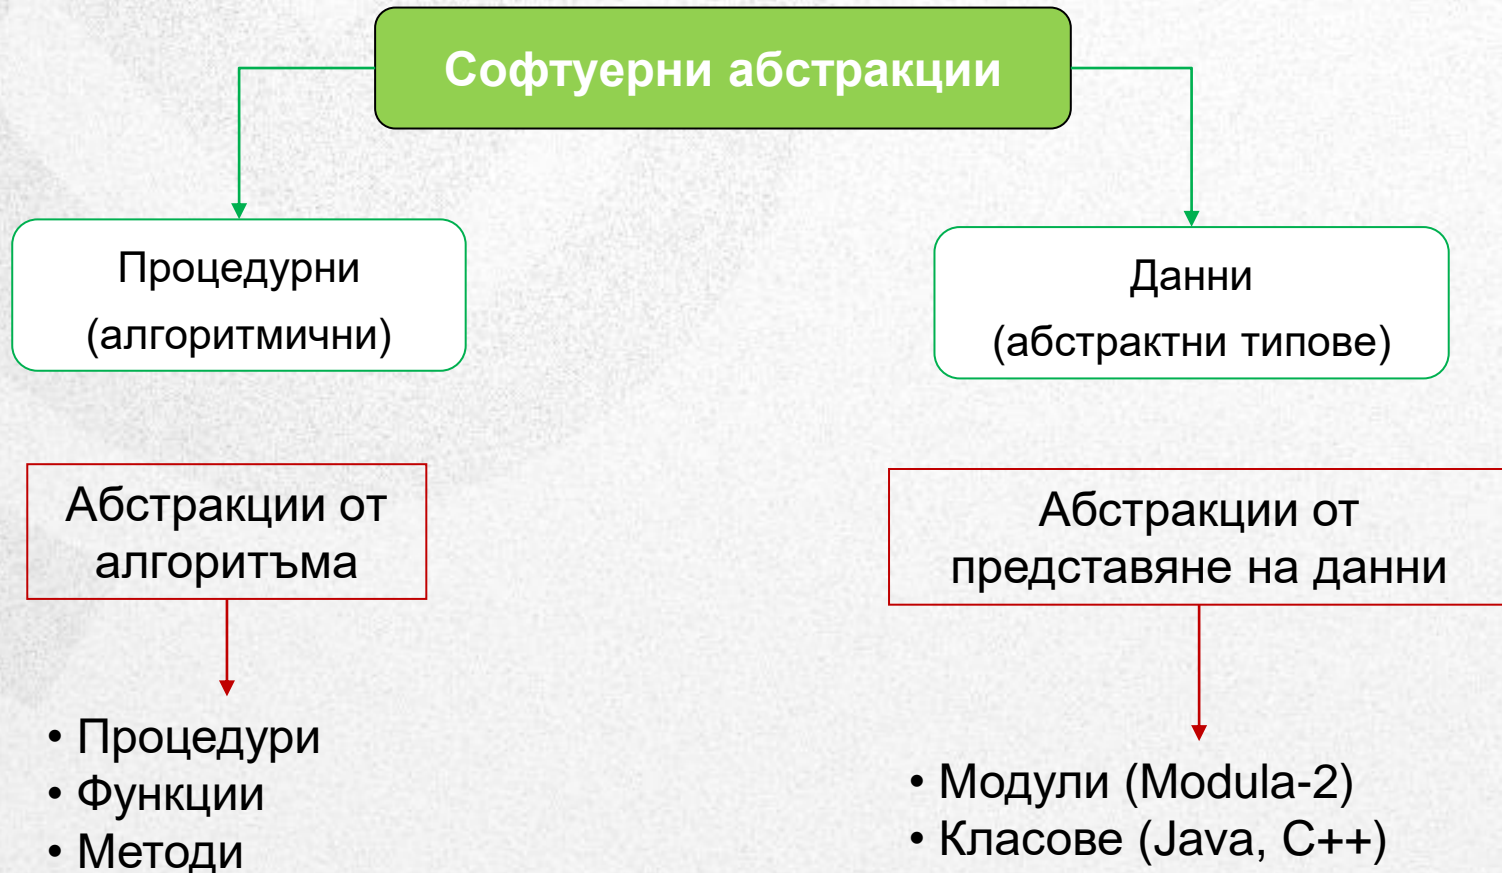 Софтуерни абстракции
Процедурни
(алгоритмични)
Данни
(абстрактни типове)
Абстракции от
алгоритъма
Абстракции от
представяне на данни
• Процедури
• Функции
• Методи
• Модули (Modula-2)
• Класове (Java, C++)